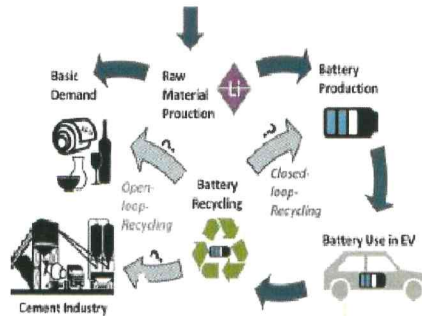 Basic
Demand
Raw
Material
Prouction
Li
Battery
Production
?
?
Open-
loop-
Recycling
Battery
Recycling
Closed-
loop-
Recycling
?
Battery Use in EV
Cement Industry